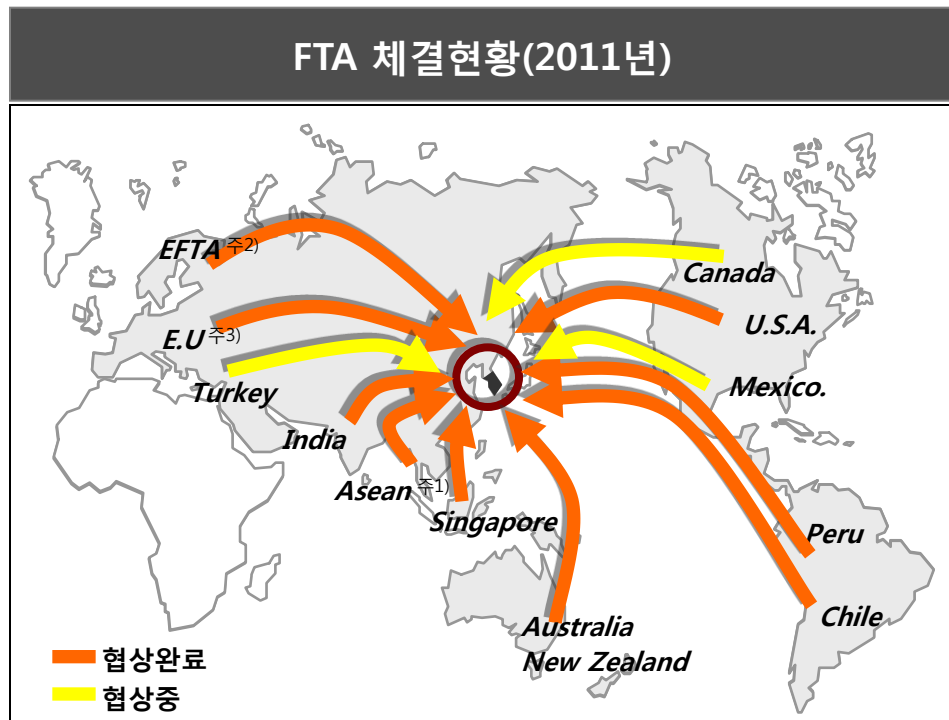 FTA 체결현황(2011년)
EFTA 주2)
Canada
E.U 주3)
U.S.A.
Turkey
Mexico.
India
Asean 주1)
Singapore
Peru
Chile
Australia
New Zealand
협상완료
협상중